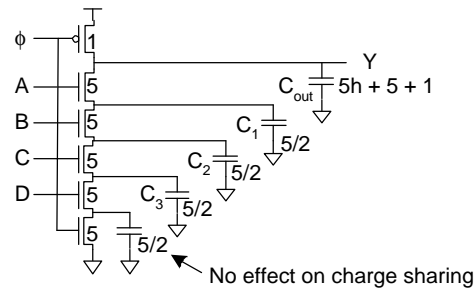 ϕ 1
Y
A 5 C_out 5h + 5 + 1
B 5 C_1 5/2
C 5 C_2 5/2
D 5 C_3 5/2
5 5/2
No effect on charge sharing